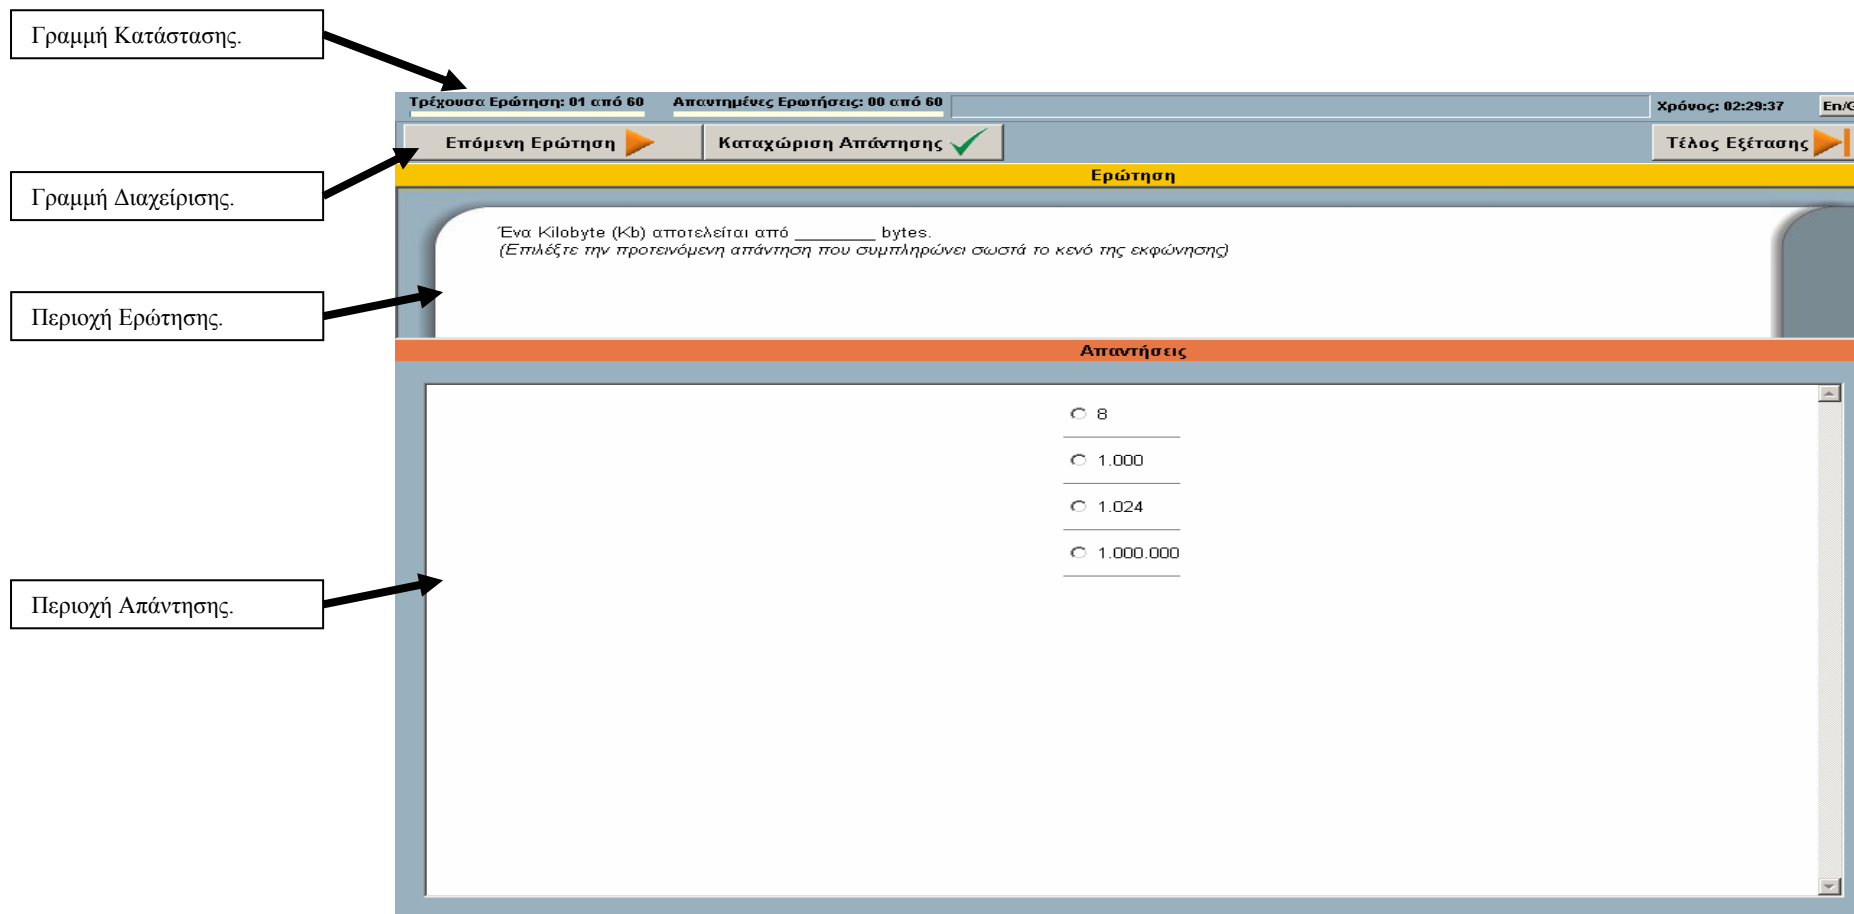 Γραμμή Κατάστασης.
Τρέχουσα Ερώτηση: 01 από 60 Απαντημένες Ερωτήσεις: 00 από 60 Χρόνος: 02:29:37 En/G
Επόμενη Ερώτηση Καταχώριση Απάντησης Τέλος Εξέτασης
Ερώτηση
Γραμμή Διαχείρισης.
Ένα Kilobyte (Kb) αποτελείται από ________ bytes.
(Επιλέξτε την προτεινόμενη απάντηση που συμπληρώνει σωστά το κενό της εκφώνησης)
Περιοχή Ερώτησης.
Απαντήσεις
8
1.000
1.024
1.000.000
Περιοχή Απάντησης.